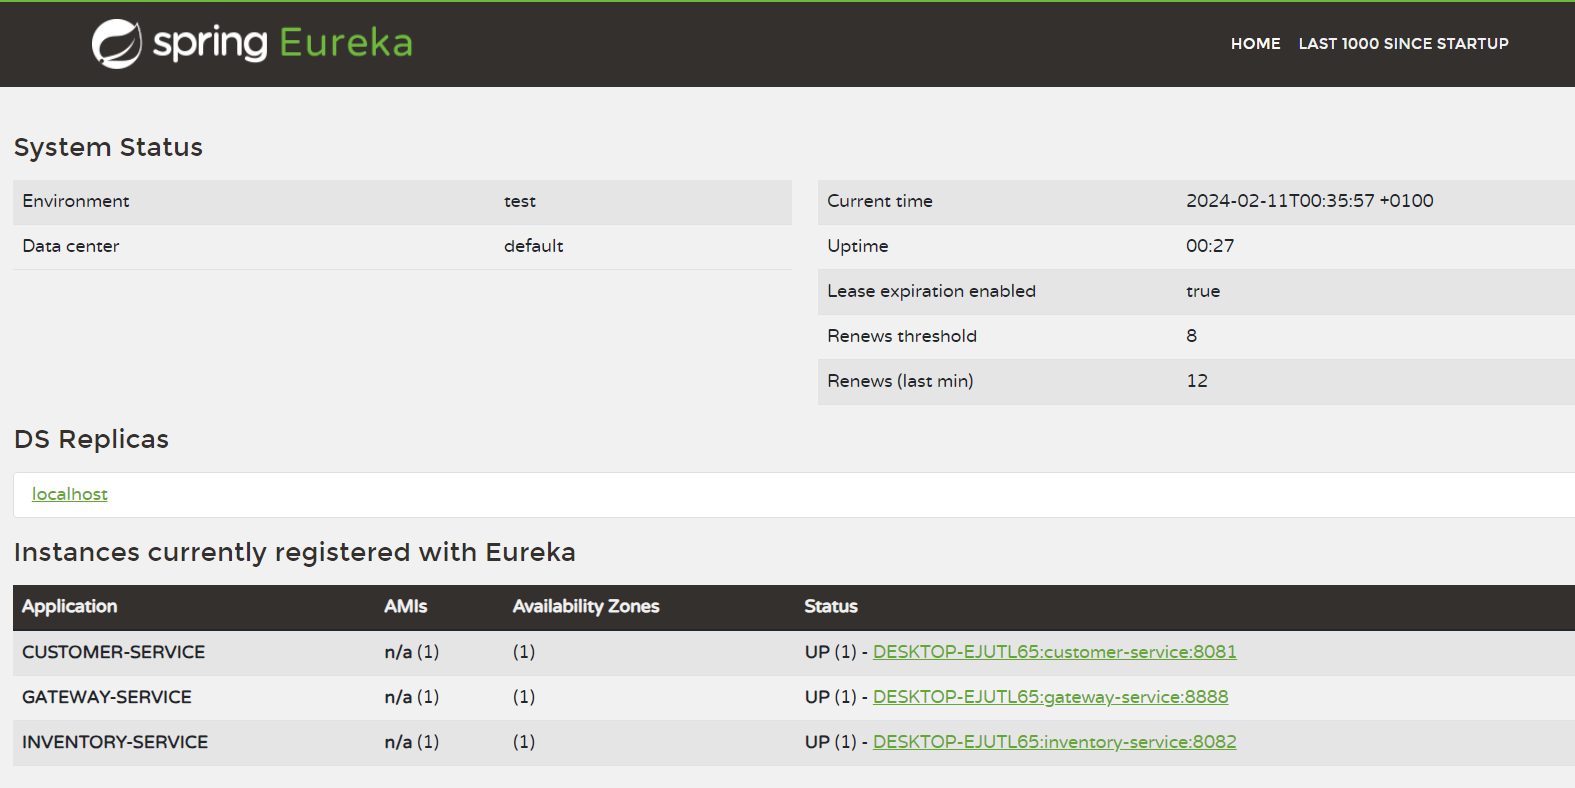 spring Eureka
HOME LAST 1000 SINCE STARTUP
System Status
Environment test
Data center default
Current time 2024-02-11T00:35:57 +0100
Uptime 00:27
Lease expiration enabled true
Renews threshold 8
Renews (last min) 12
DS Replicas
localhost
Instances currently registered with Eureka
Application AMIs Availability Zones Status
CUSTOMER-SERVICE n/a (1) (1) UP (1) - DESKTOP-EJUTL65:customer-service:8081
GATEWAY-SERVICE n/a (1) (1) UP (1) - DESKTOP-EJUTL65:gateway-service:8888
INVENTORY-SERVICE n/a (1) (1) UP (1) - DESKTOP-EJUTL65:inventory-service:8082